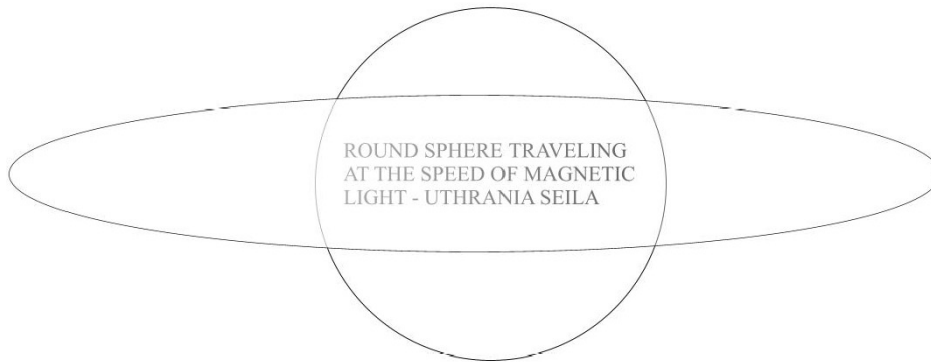 ROUND SPHERE TRAVELING
AT THE SPEED OF MAGNETIC
LIGHT - UTHRANIA SEILA